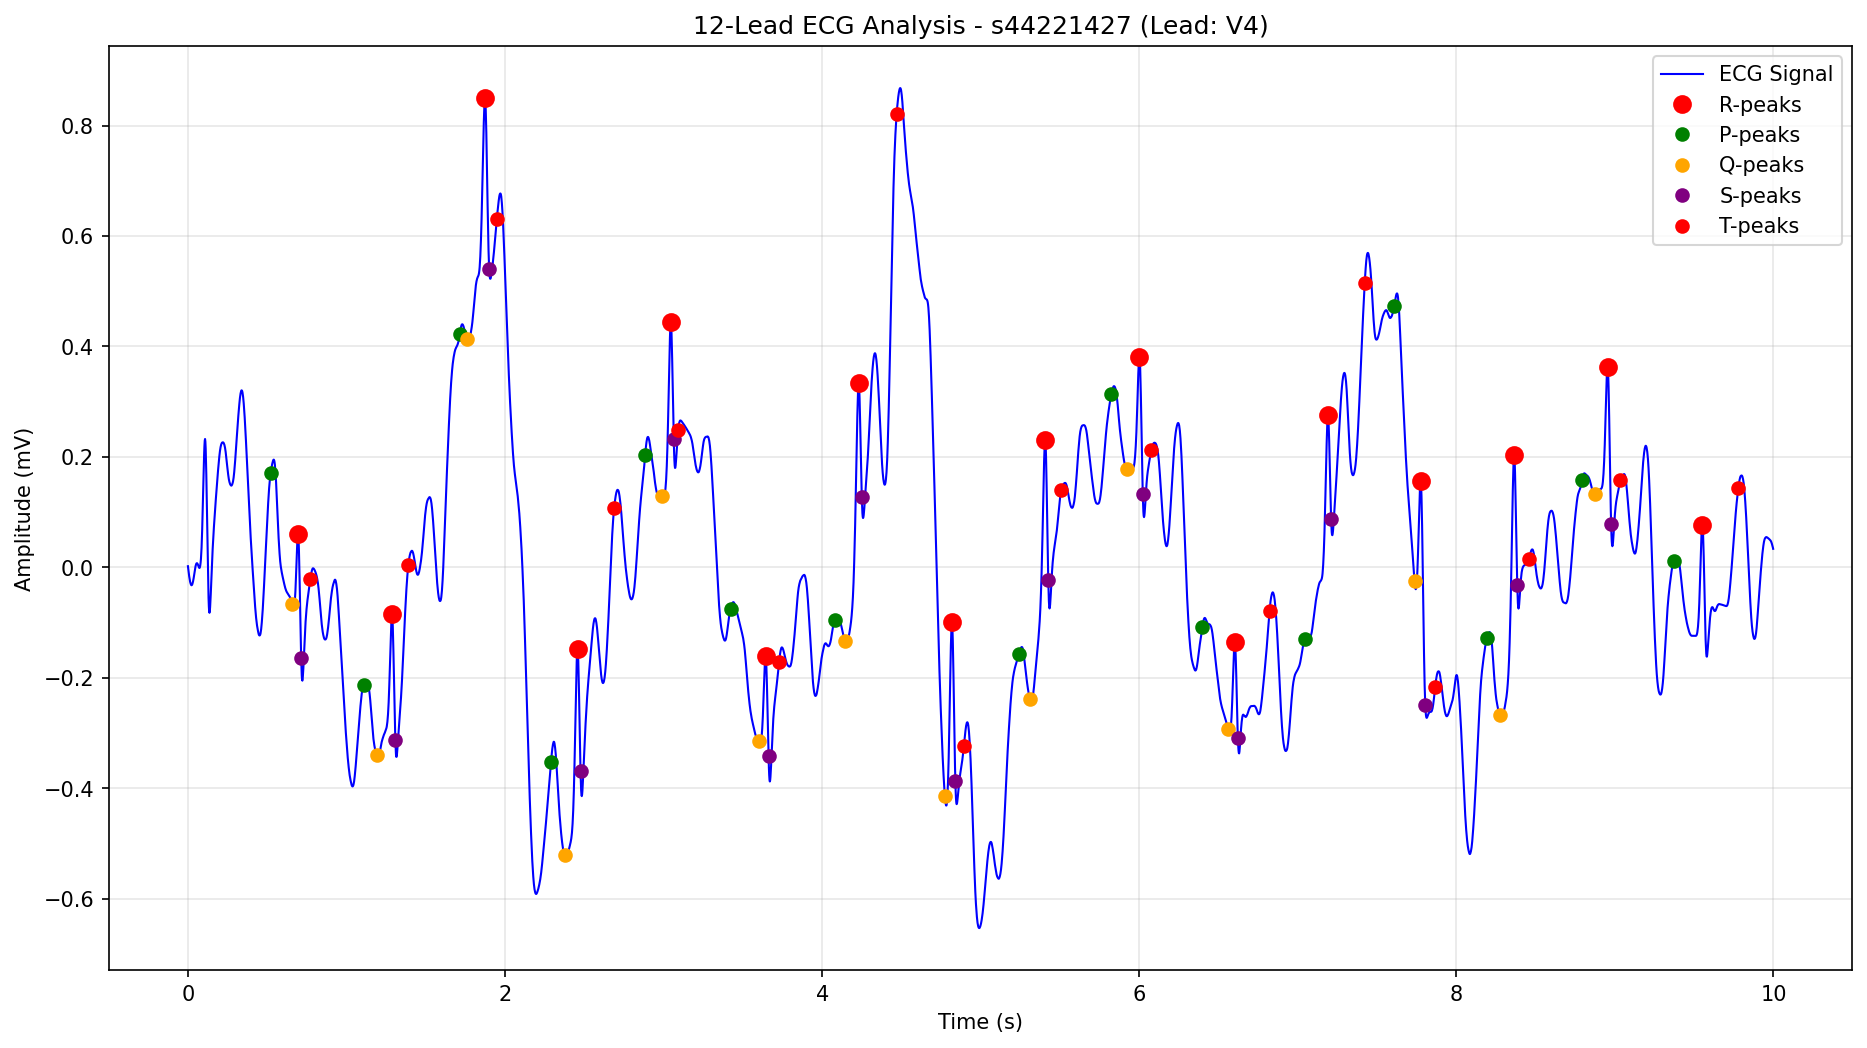 12-Lead ECG Analysis - s44221427 (Lead: V4)
ECG Signal
R-peaks
P-peaks
Q-peaks
S-peaks
T-peaks
Amplitude (mV)
0.8
0.6
0.4
0.2
0.0
−0.2
−0.4
−0.6
0 2 4 6 8 10
Time (s)